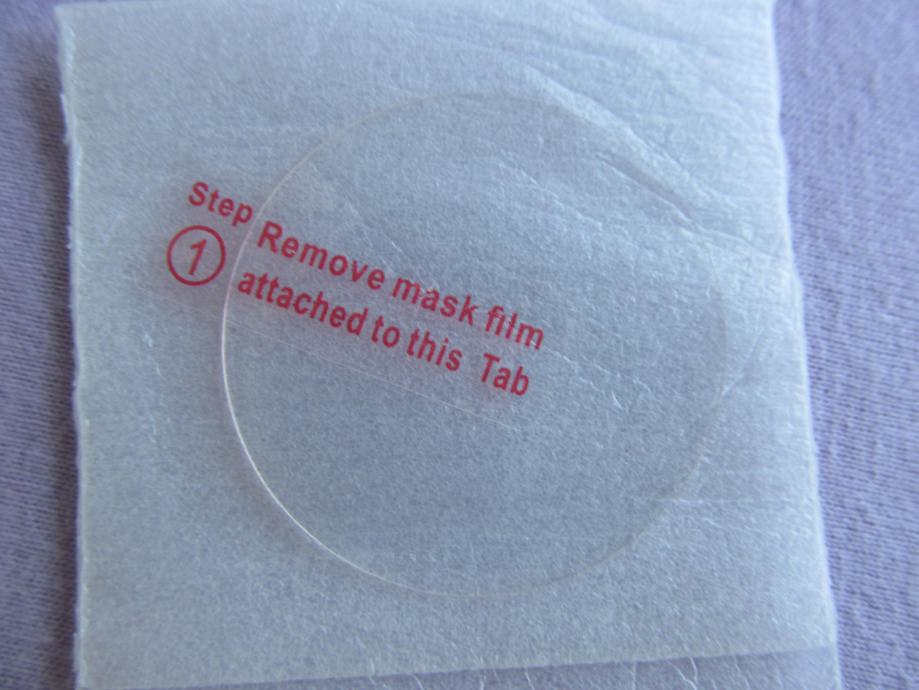 Step Remove mask film
1 attached to this Tab